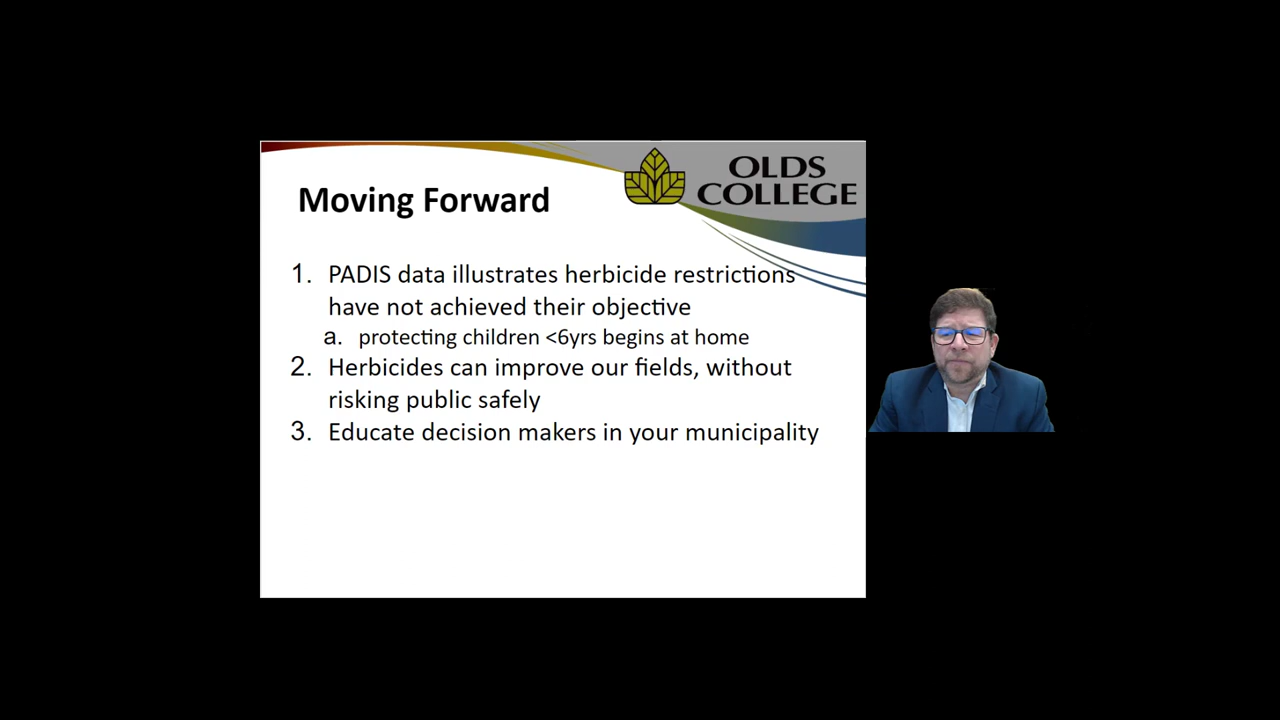 OLDS
COLLEGE
Moving Forward
1. PADIS data illustrates herbicide restrictions
have not achieved their objective
a. protecting children <6yrs begins at home
2. Herbicides can improve our fields, without
risking public safely
3. Educate decision makers in your municipality